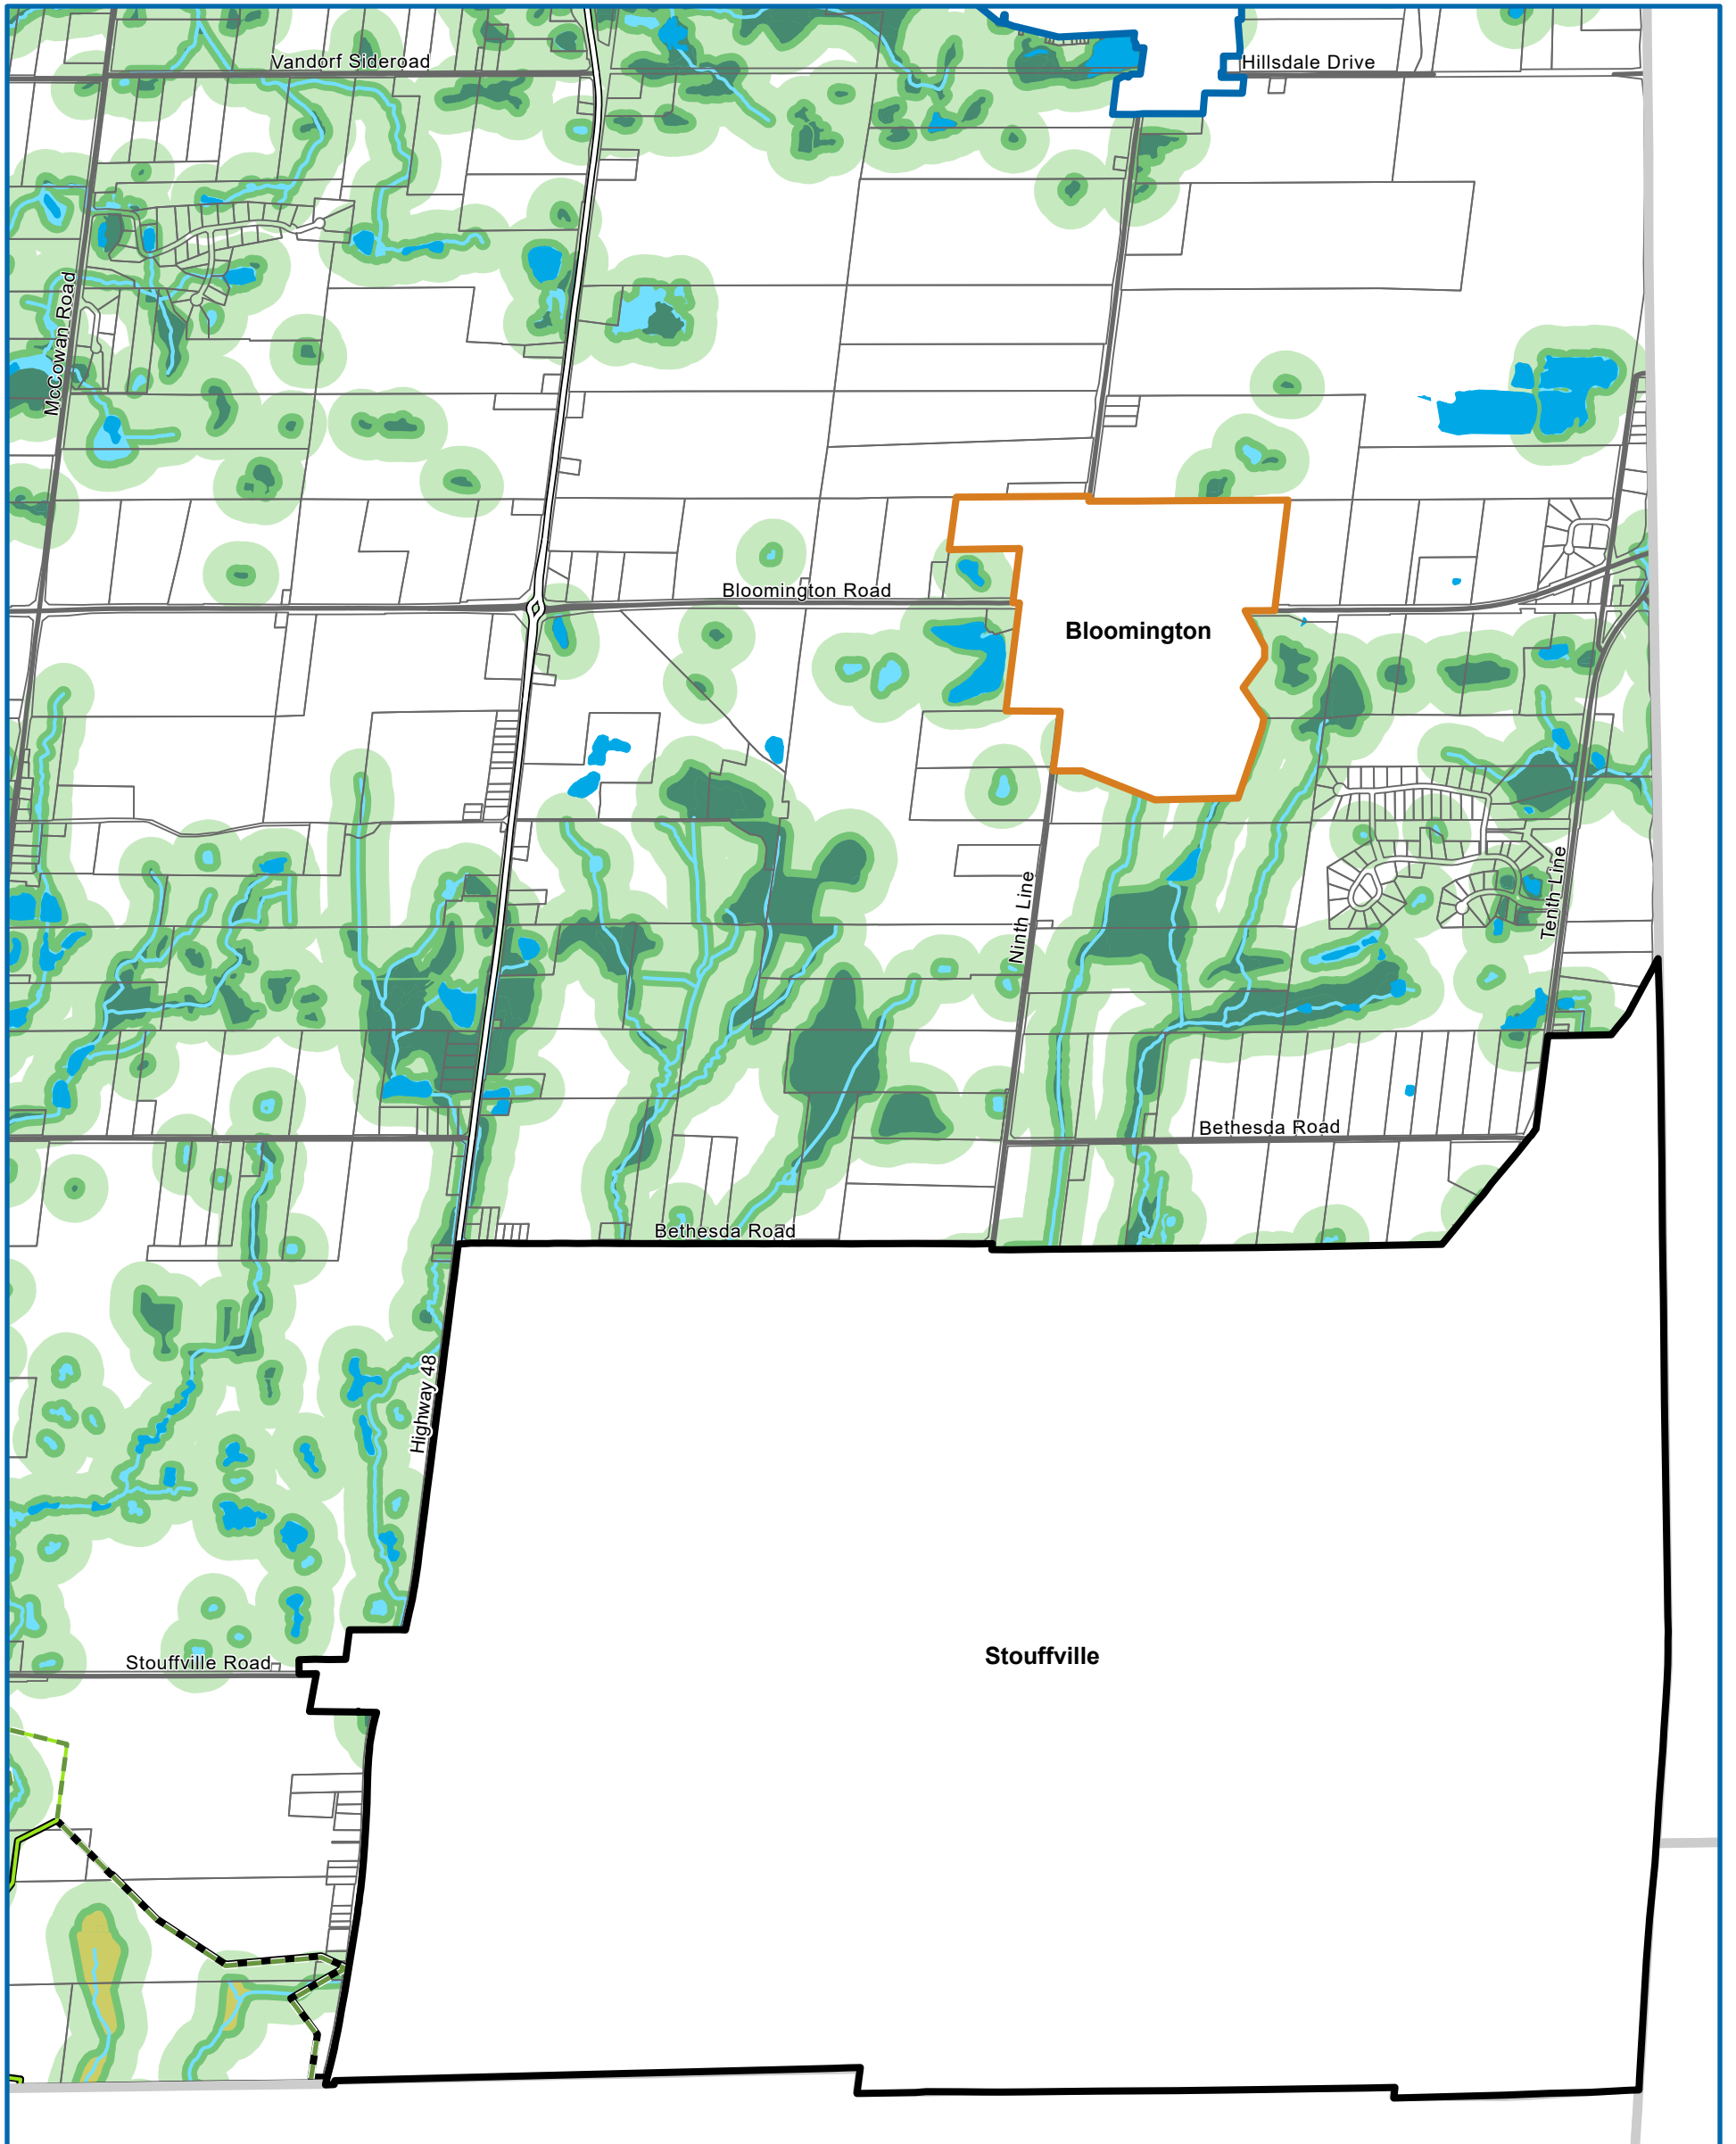 Vandorf Sideroad
Hillsdale Drive
McCowan Road
Bloomington Road
Bloomington
Ninth Line
Tenth Line
Bethesda Road
Bethesda Road
Highway 48
Stouffville
Stouffville Road